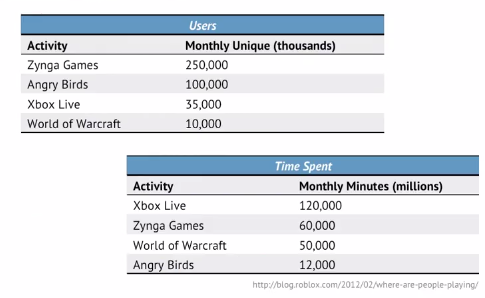 Users
Activity Monthly Unique (thousands)
Zynga Games 250,000
Angry Birds 100,000
Xbox Live 35,000
World of Warcraft 10,000
Time Spent
Activity Monthly Minutes (millions)
Xbox Live 120,000
Zynga Games 60,000
World of Warcraft 50,000
Angry Birds 12,000
http://blog.roblox.com/2012/02/where-are-people-playing/